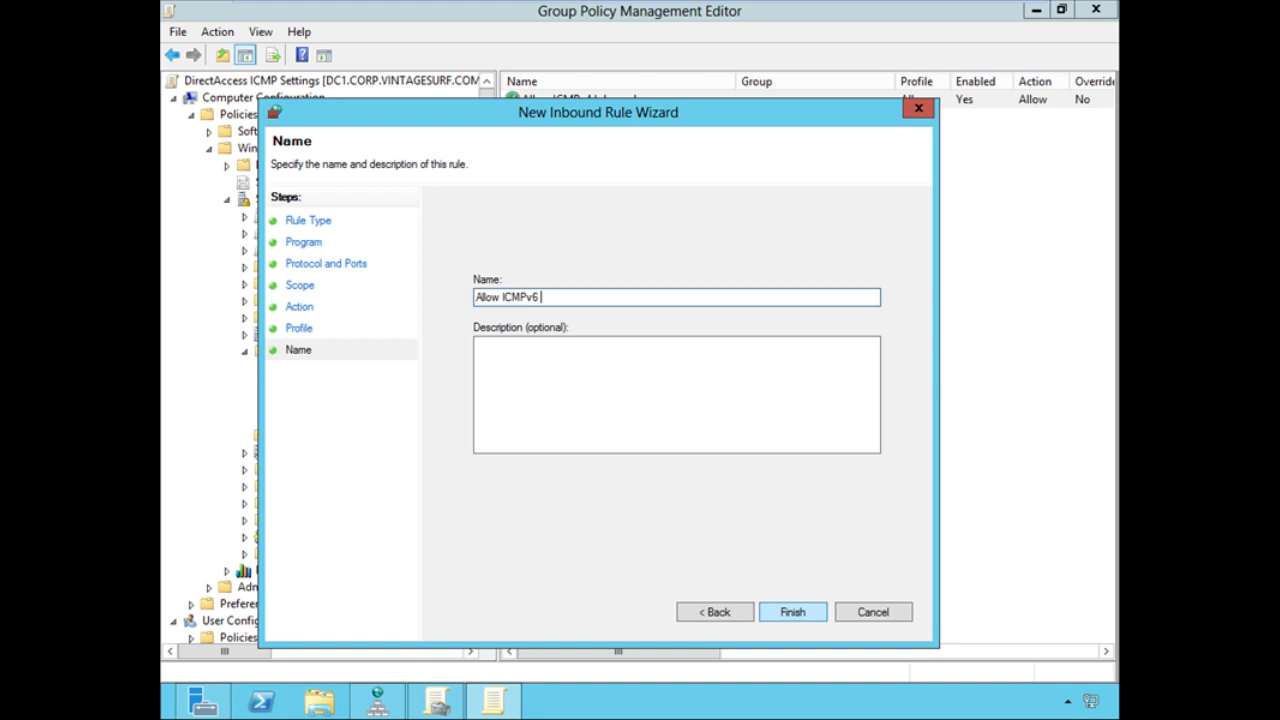 Group Policy Management Editor
File Action View Help
DirectAccess ICMP Settings [DC1.CORP.VINTAGESURF.COM
Name Group Profile Enabled Action Override
Computer Configuration
Yes Allow No
Policies
New Inbound Rule Wizard
Name
Specify the name and description of this rule.
Steps:
Rule Type
Program
Protocol and Ports
Scope
Action
Profile
Name
Name:
Allow ICMPv6
Description (optional):
< Back Finish Cancel
Prefere
User Config
Policies